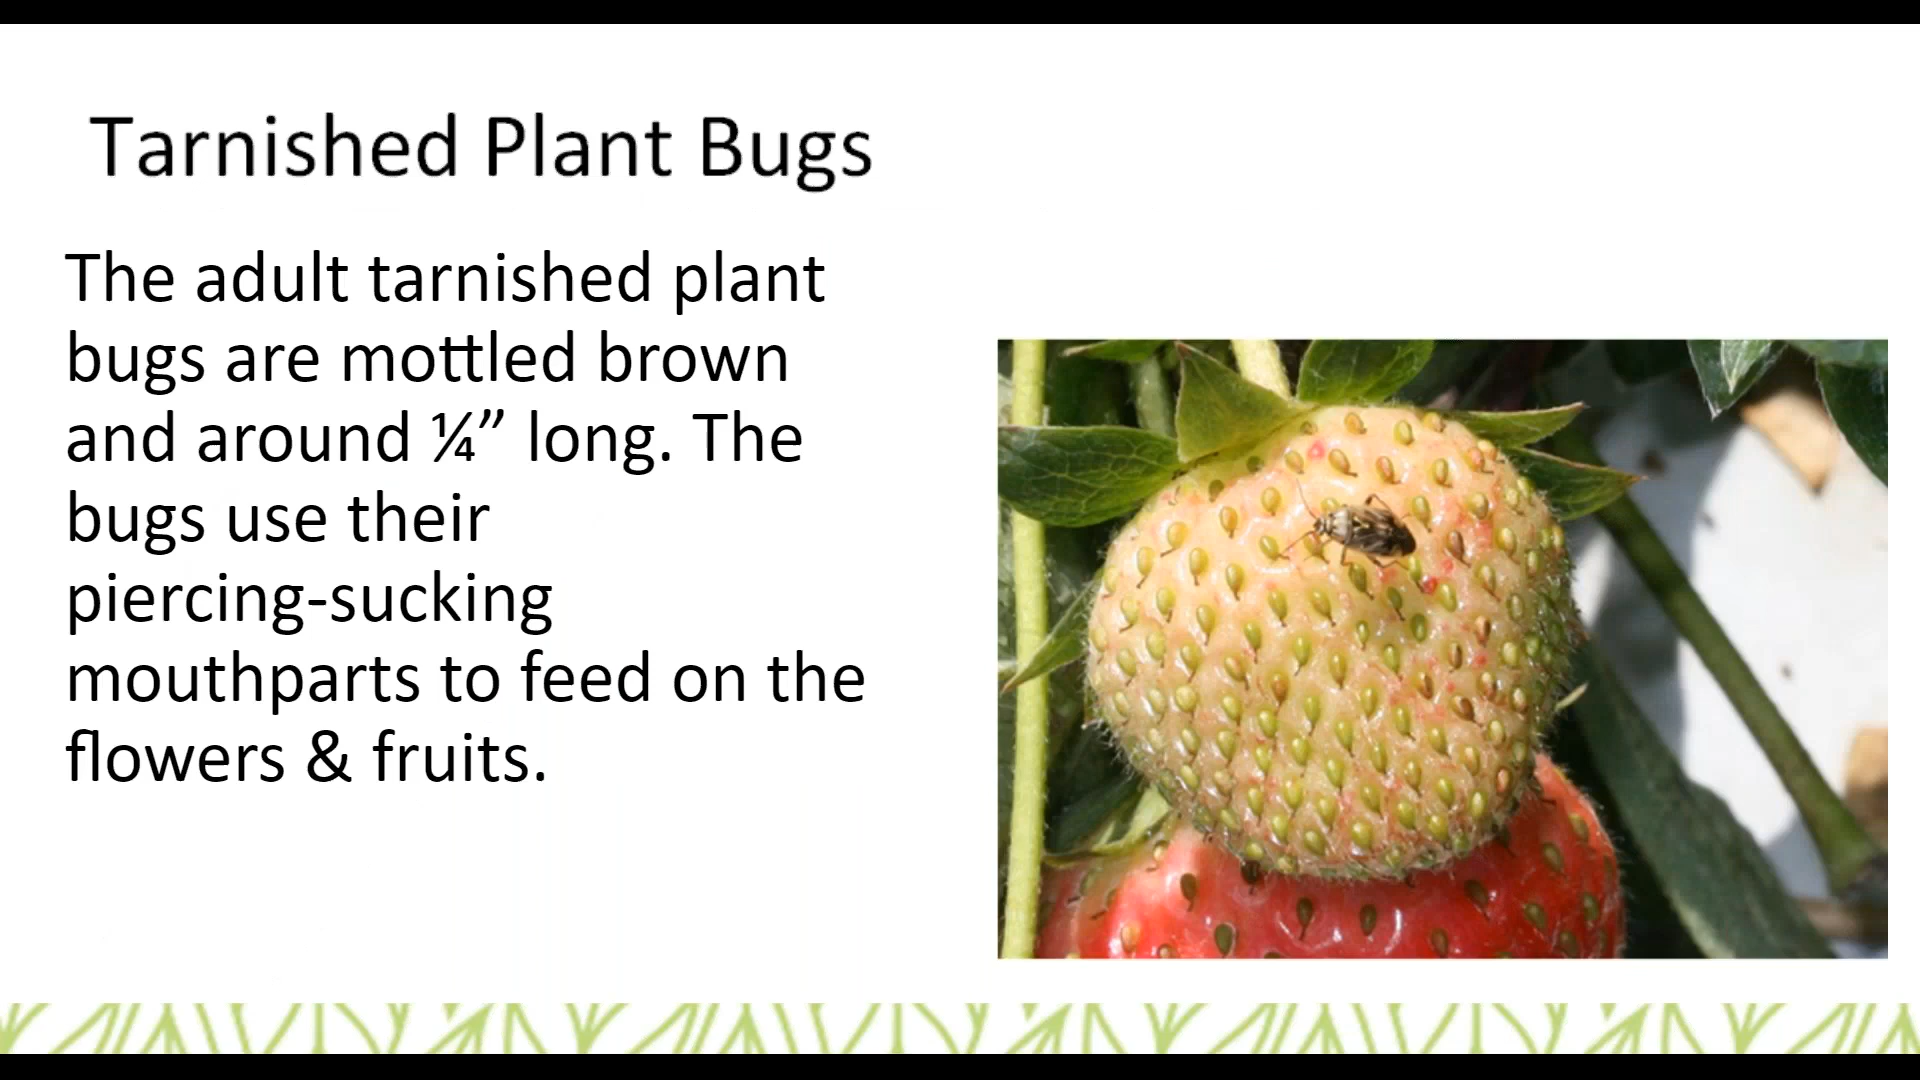 Tarnished Plant Bugs
The adult tarnished plant
bugs are mottled brown
and around ¼” long. The
bugs use their
piercing-sucking
mouthparts to feed on the
flowers & fruits.